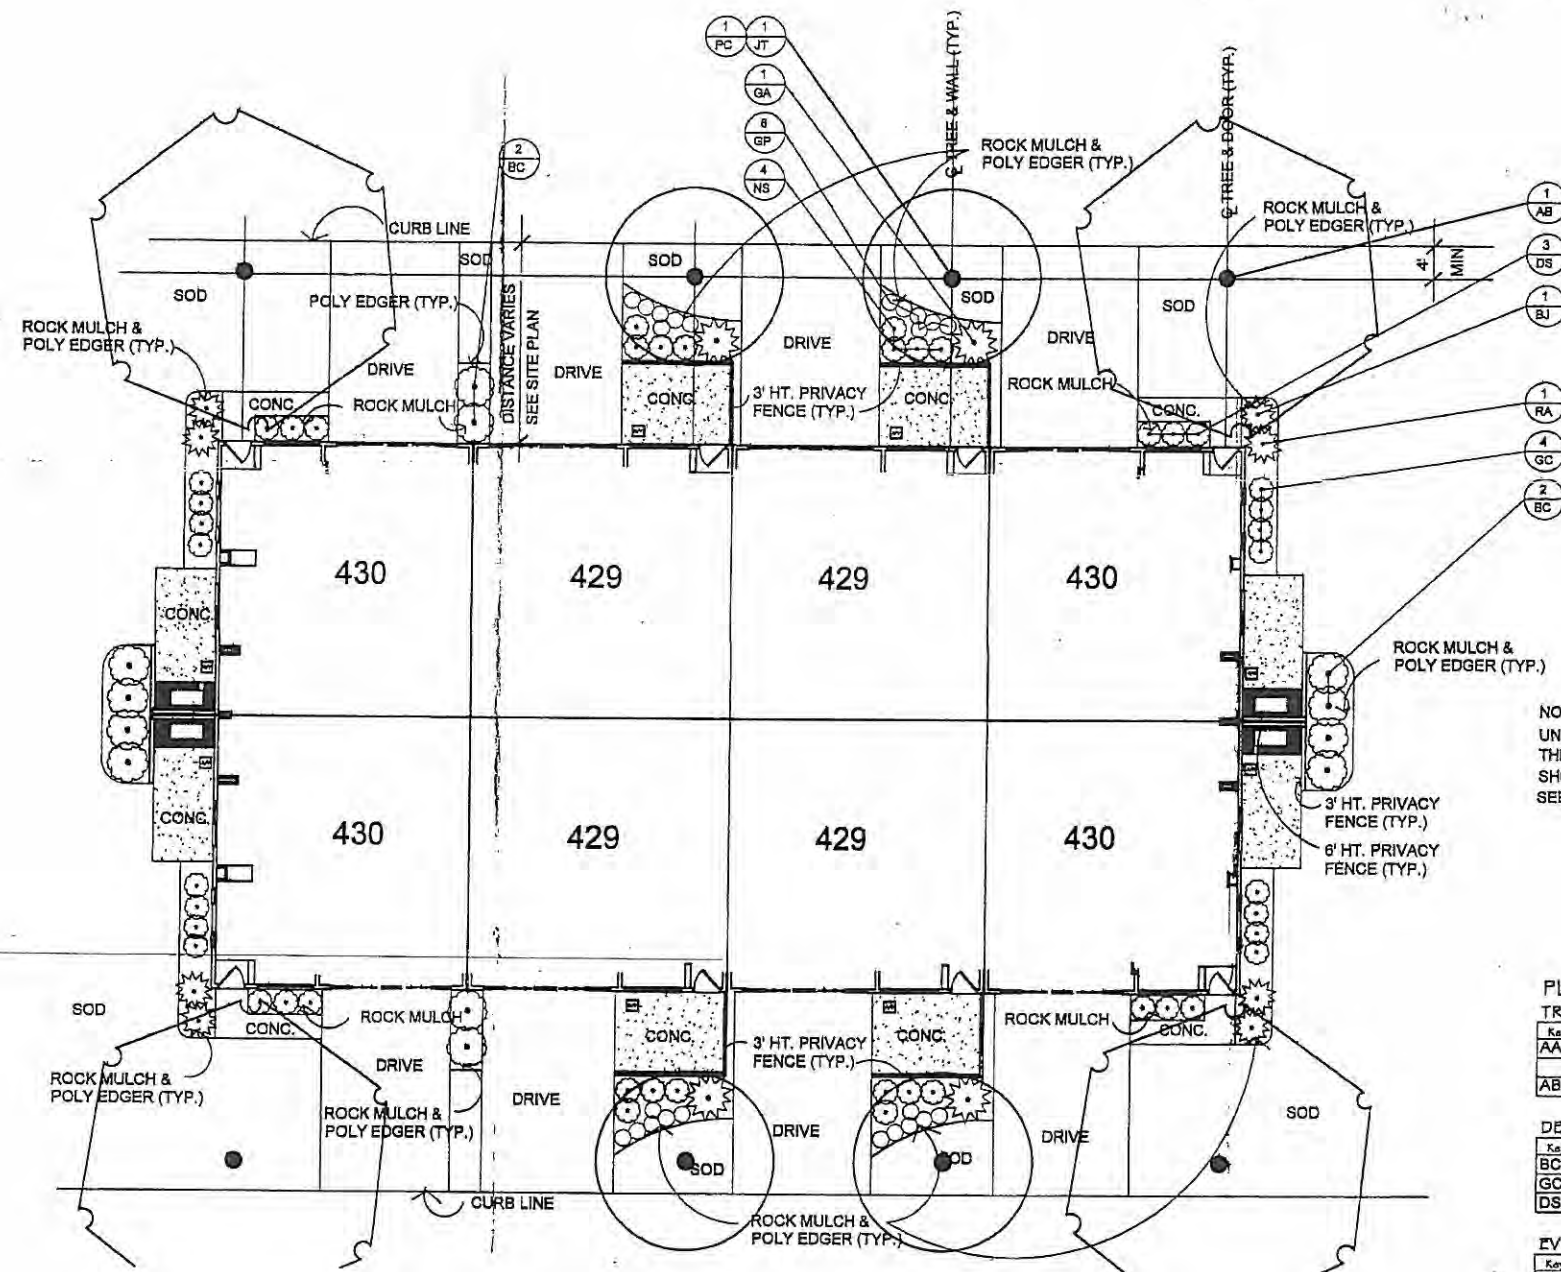 1
PC
1
JT
1
GA
GP
4
NS
2
BC
℄ TREE & WALL (TYP.)
℄ TREE & DOOR (TYP.)
ROCK MULCH &
POLY EDGER (TYP.)
ROCK MULCH &
POLY EDGER (TYP.)
1
AB
3
DS
1
BJ
1
RA
4
GC
2
BC
CURB LINE
SOD
SOD
SOD
SOD
SOD
4'
MIN
POLY EDGER (TYP.)
DISTANCE VARIES
SEE SITE PLAN
ROCK MULCH &
POLY EDGER (TYP.)
DRIVE
DRIVE
DRIVE
DRIVE
CONC.
ROCK MULCH
CONC.
3' HT. PRIVACY
FENCE (TYP.)
CONC.
ROCK MULCH
CONC.
430
429
429
430
CONC.
CONC.
ROCK MULCH &
POLY EDGER (TYP.)
3' HT. PRIVACY
FENCE (TYP.)
6' HT. PRIVACY
FENCE (TYP.)
430
429
429
430
NO
UN
SEE
SOD
CONC.
ROCK MULCH
CONC.
3' HT. PRIVACY
FENCE (TYP.)
CONC.
ROCK MULCH
CONC.
ROCK MULCH &
POLY EDGER (TYP.)
DRIVE
ROCK MULCH &
POLY EDGER (TYP.)
DRIVE
DRIVE
DRIVE
SOD
SOD
SOD
CURB LINE
ROCK MULCH &
POLY EDGER (TYP.)
TR
AA
AB
DE
BC
GC
DS
EV